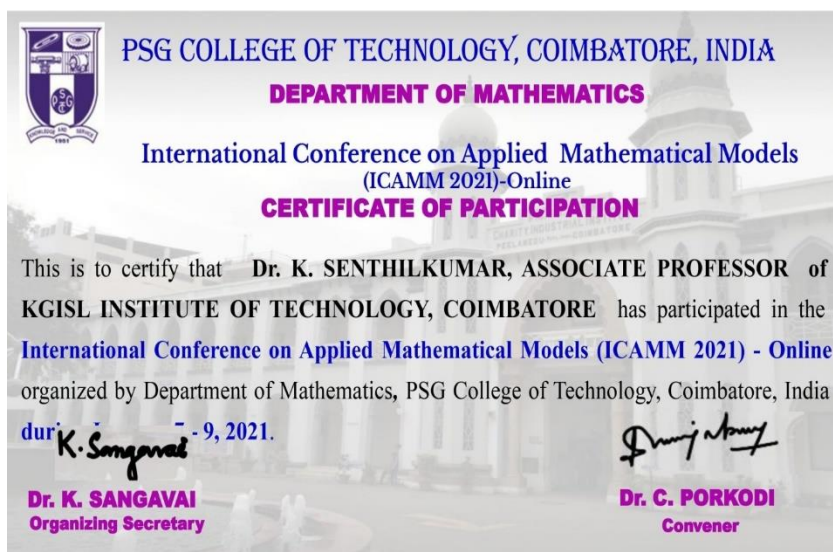 PSG COLLEGE OF TECHNOLOGY, COIMBATORE, INDIA
DEPARTMENT OF MATHEMATICS
International Conference on Applied Mathematical Models
(ICAMM 2021)-Online
CERTIFICATE OF PARTICIPATION
This is to certify that Dr. K. SENTHILKUMAR, ASSOCIATE PROFESSOR of
KGISL INSTITUTE OF TECHNOLOGY, COIMBATORE has participated in the
International Conference on Applied Mathematical Models (ICAMM 2021) - Online
organized by Department of Mathematics, PSG College of Technology, Coimbatore, India
- 9, 2021.
K. Sangavai
Dr. K. SANGAVAI
Organizing Secretary
Dr. C. PORKODI
Convener